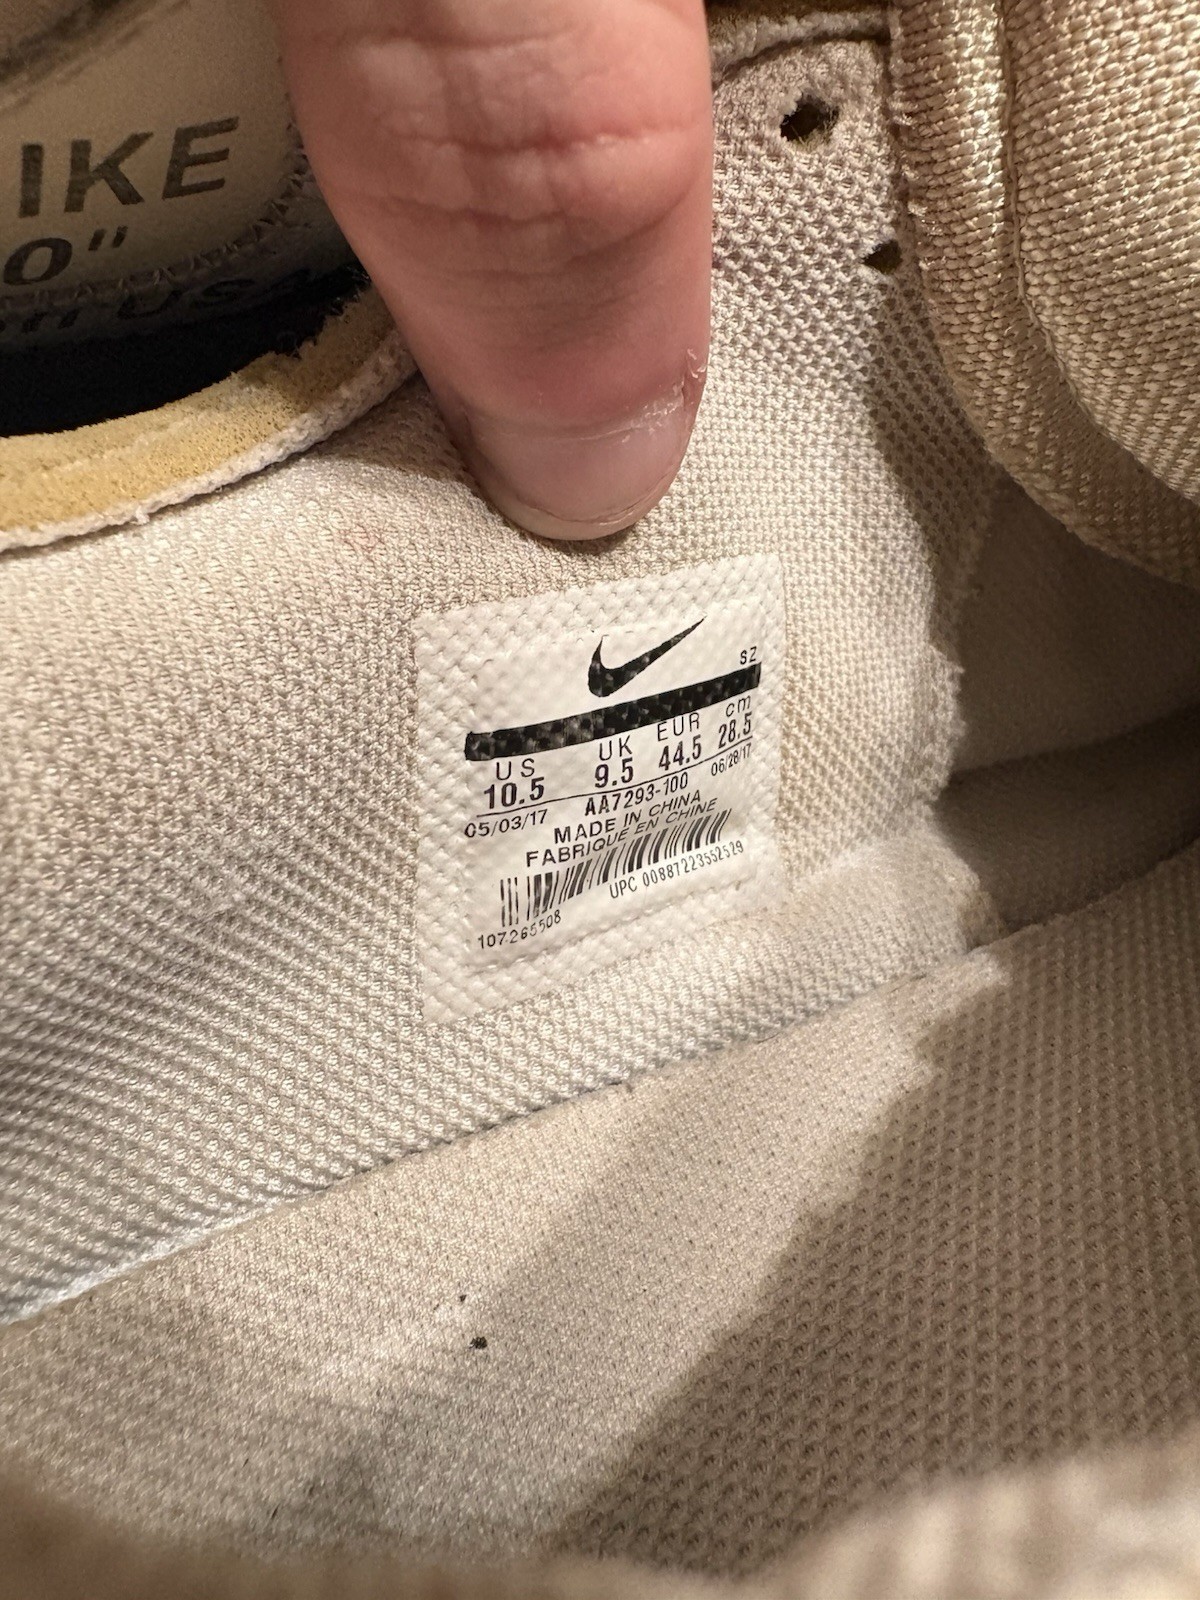 IKE
0"
SZ
US UK EUR cm
10.5 9.5 44.5 28.5
05/03/17 AA7293-100 06/28/17
MADE IN CHINA
FABRIQUE EN CHINE
UPC 00887223552529
107265508